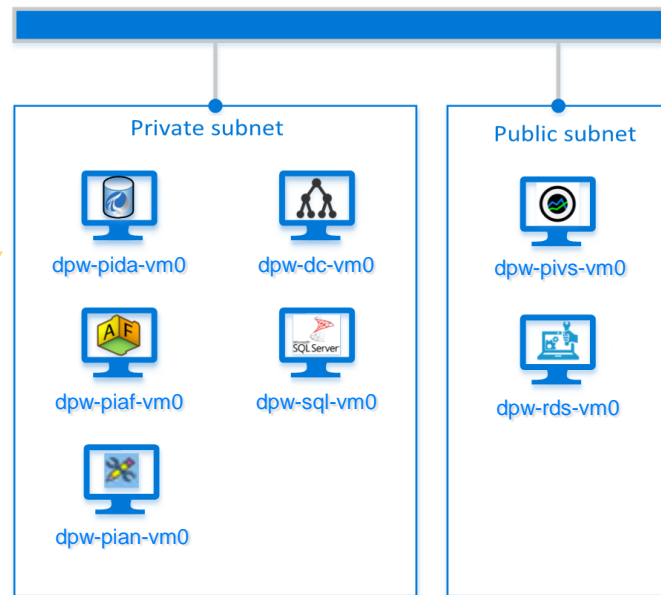 Private subnet
dpw-pida-vm0
dpw-dc-vm0
AF
SQL Server
dpw-piaf-vm0
dpw-sql-vm0
dpw-pian-vm0
Public subnet
dpw-pivs-vm0
dpw-rds-vm0